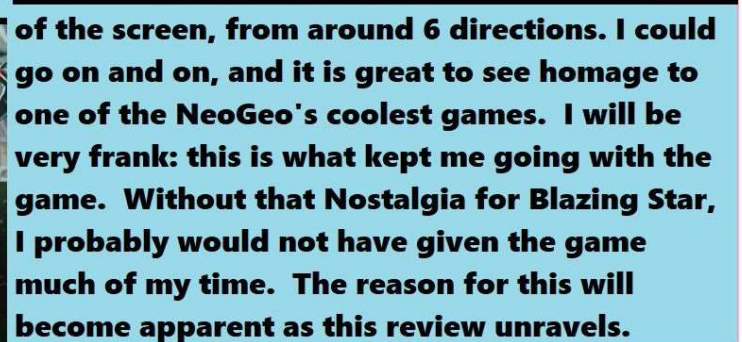 of the screen, from around 6 directions. I could
go on and on, and it is great to see homage to
one of the NeoGeo's coolest games.  I will be
very frank: this is what kept me going with the
game.  Without that Nostalgia for Blazing Star,
I probably would not have given the game
much of my time.  The reason for this will
become apparent as this review unravels.